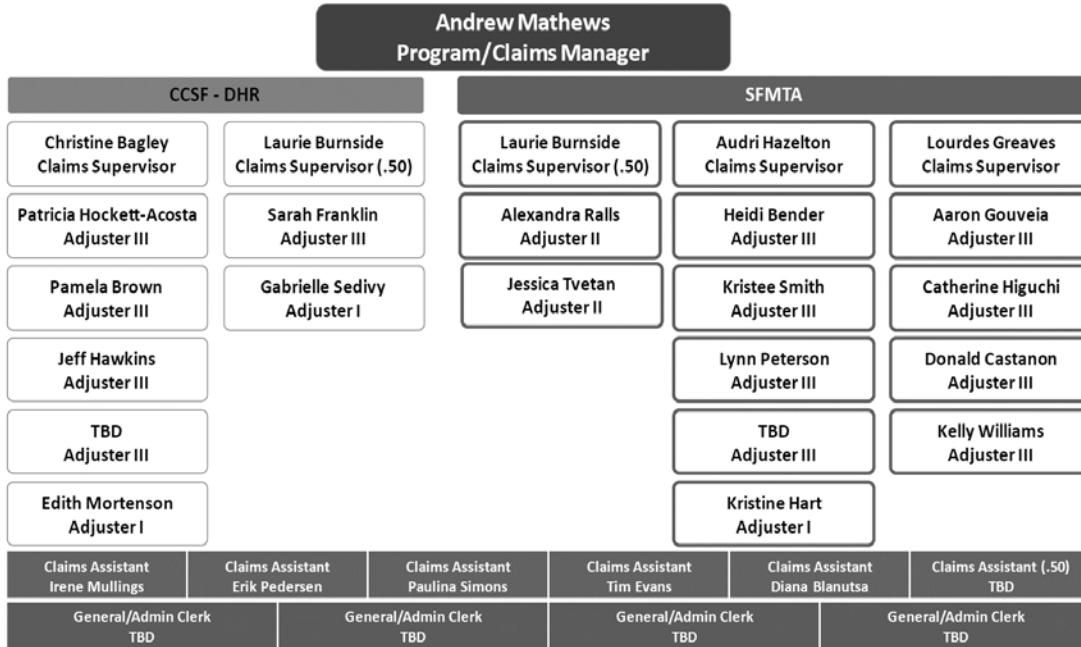 Andrew Mathews
Program/Claims Manager
CCSF - DHR
SFMTA
Christine Bagley
Claims Supervisor
Laurie Burnside
Claims Supervisor (.50)
Laurie Burnside
Claims Supervisor (.50)
Audri Hazelton
Claims Supervisor
Lourdes Greaves
Claims Supervisor
Patricia Hockett-Acosta
Adjuster III
Sarah Franklin
Adjuster III
Alexandra Ralls
Adjuster II
Heidi Bender
Adjuster III
Aaron Gouveia
Adjuster III
Pamela Brown
Adjuster III
Gabrielle Sedivy
Adjuster I
Jessica Tvetan
Adjuster II
Kristee Smith
Adjuster III
Catherine Higuchi
Adjuster III
Jeff Hawkins
Adjuster III
Lynn Peterson
Adjuster III
Donald Castanon
Adjuster III
TBD
Adjuster III
TBD
Adjuster III
Kelly Williams
Adjuster III
Edith Mortenson
Adjuster I
Kristine Hart
Adjuster I
Claims Assistant
Irene Mullings
Claims Assistant
Erik Pedersen
Claims Assistant
Paulina Simons
Claims Assistant
Tim Evans
Claims Assistant
Diana Blanutsa
Claims Assistant (.50)
TBD
General/Admin Clerk
TBD
General/Admin Clerk
TBD
General/Admin Clerk
TBD
General/Admin Clerk
TBD